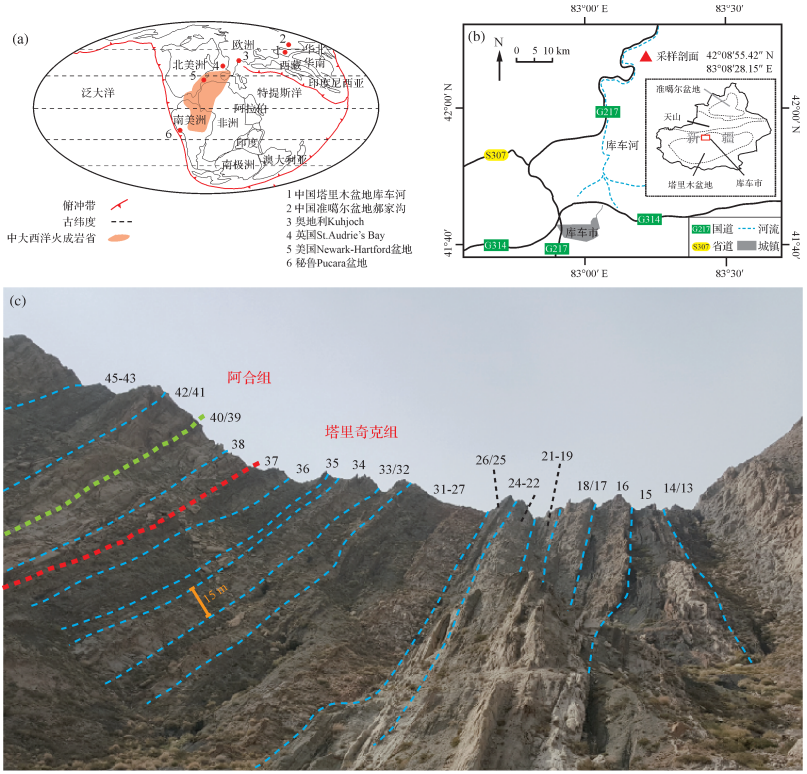 (a)
欧洲
2
华北
1
北美洲
4
3
西藏
华南
5
印度尼西亚
泛大洋
特提斯洋
阿拉伯
南美洲
非洲
6
印度
南极洲
澳大利亚
俯冲带
古纬度
中大西洋火成岩省
1 中国塔里木盆地库车河
2 中国准噶尔盆地郝家沟
3 奥地利Kuhjoch
4 英国St.Audrie's Bay
5 美国Newark-Hartford盆地
6 秘鲁Pucara盆地
(b)
83°00′ E
83°30′ E
N
0 5 10 km
采样剖面
42°08′55.42″ N
83°08′28.15″ E
准噶尔盆地
天山
新 疆
塔里木盆地
库车市
42°00′ N
42°00′ N
G217
库车河
S307
G314
G314
G217
库车市
G217 国道
河流
S307 省道
城镇
41°40′
41°40′
83°00′ E
83°30′
(c)
45-43
42/41
阿合组
40/39
38
塔里奇克组
37
36
35
34
33/32
31-27
26/25
24-22
21-19
18/17
16
15
14/13
15 m